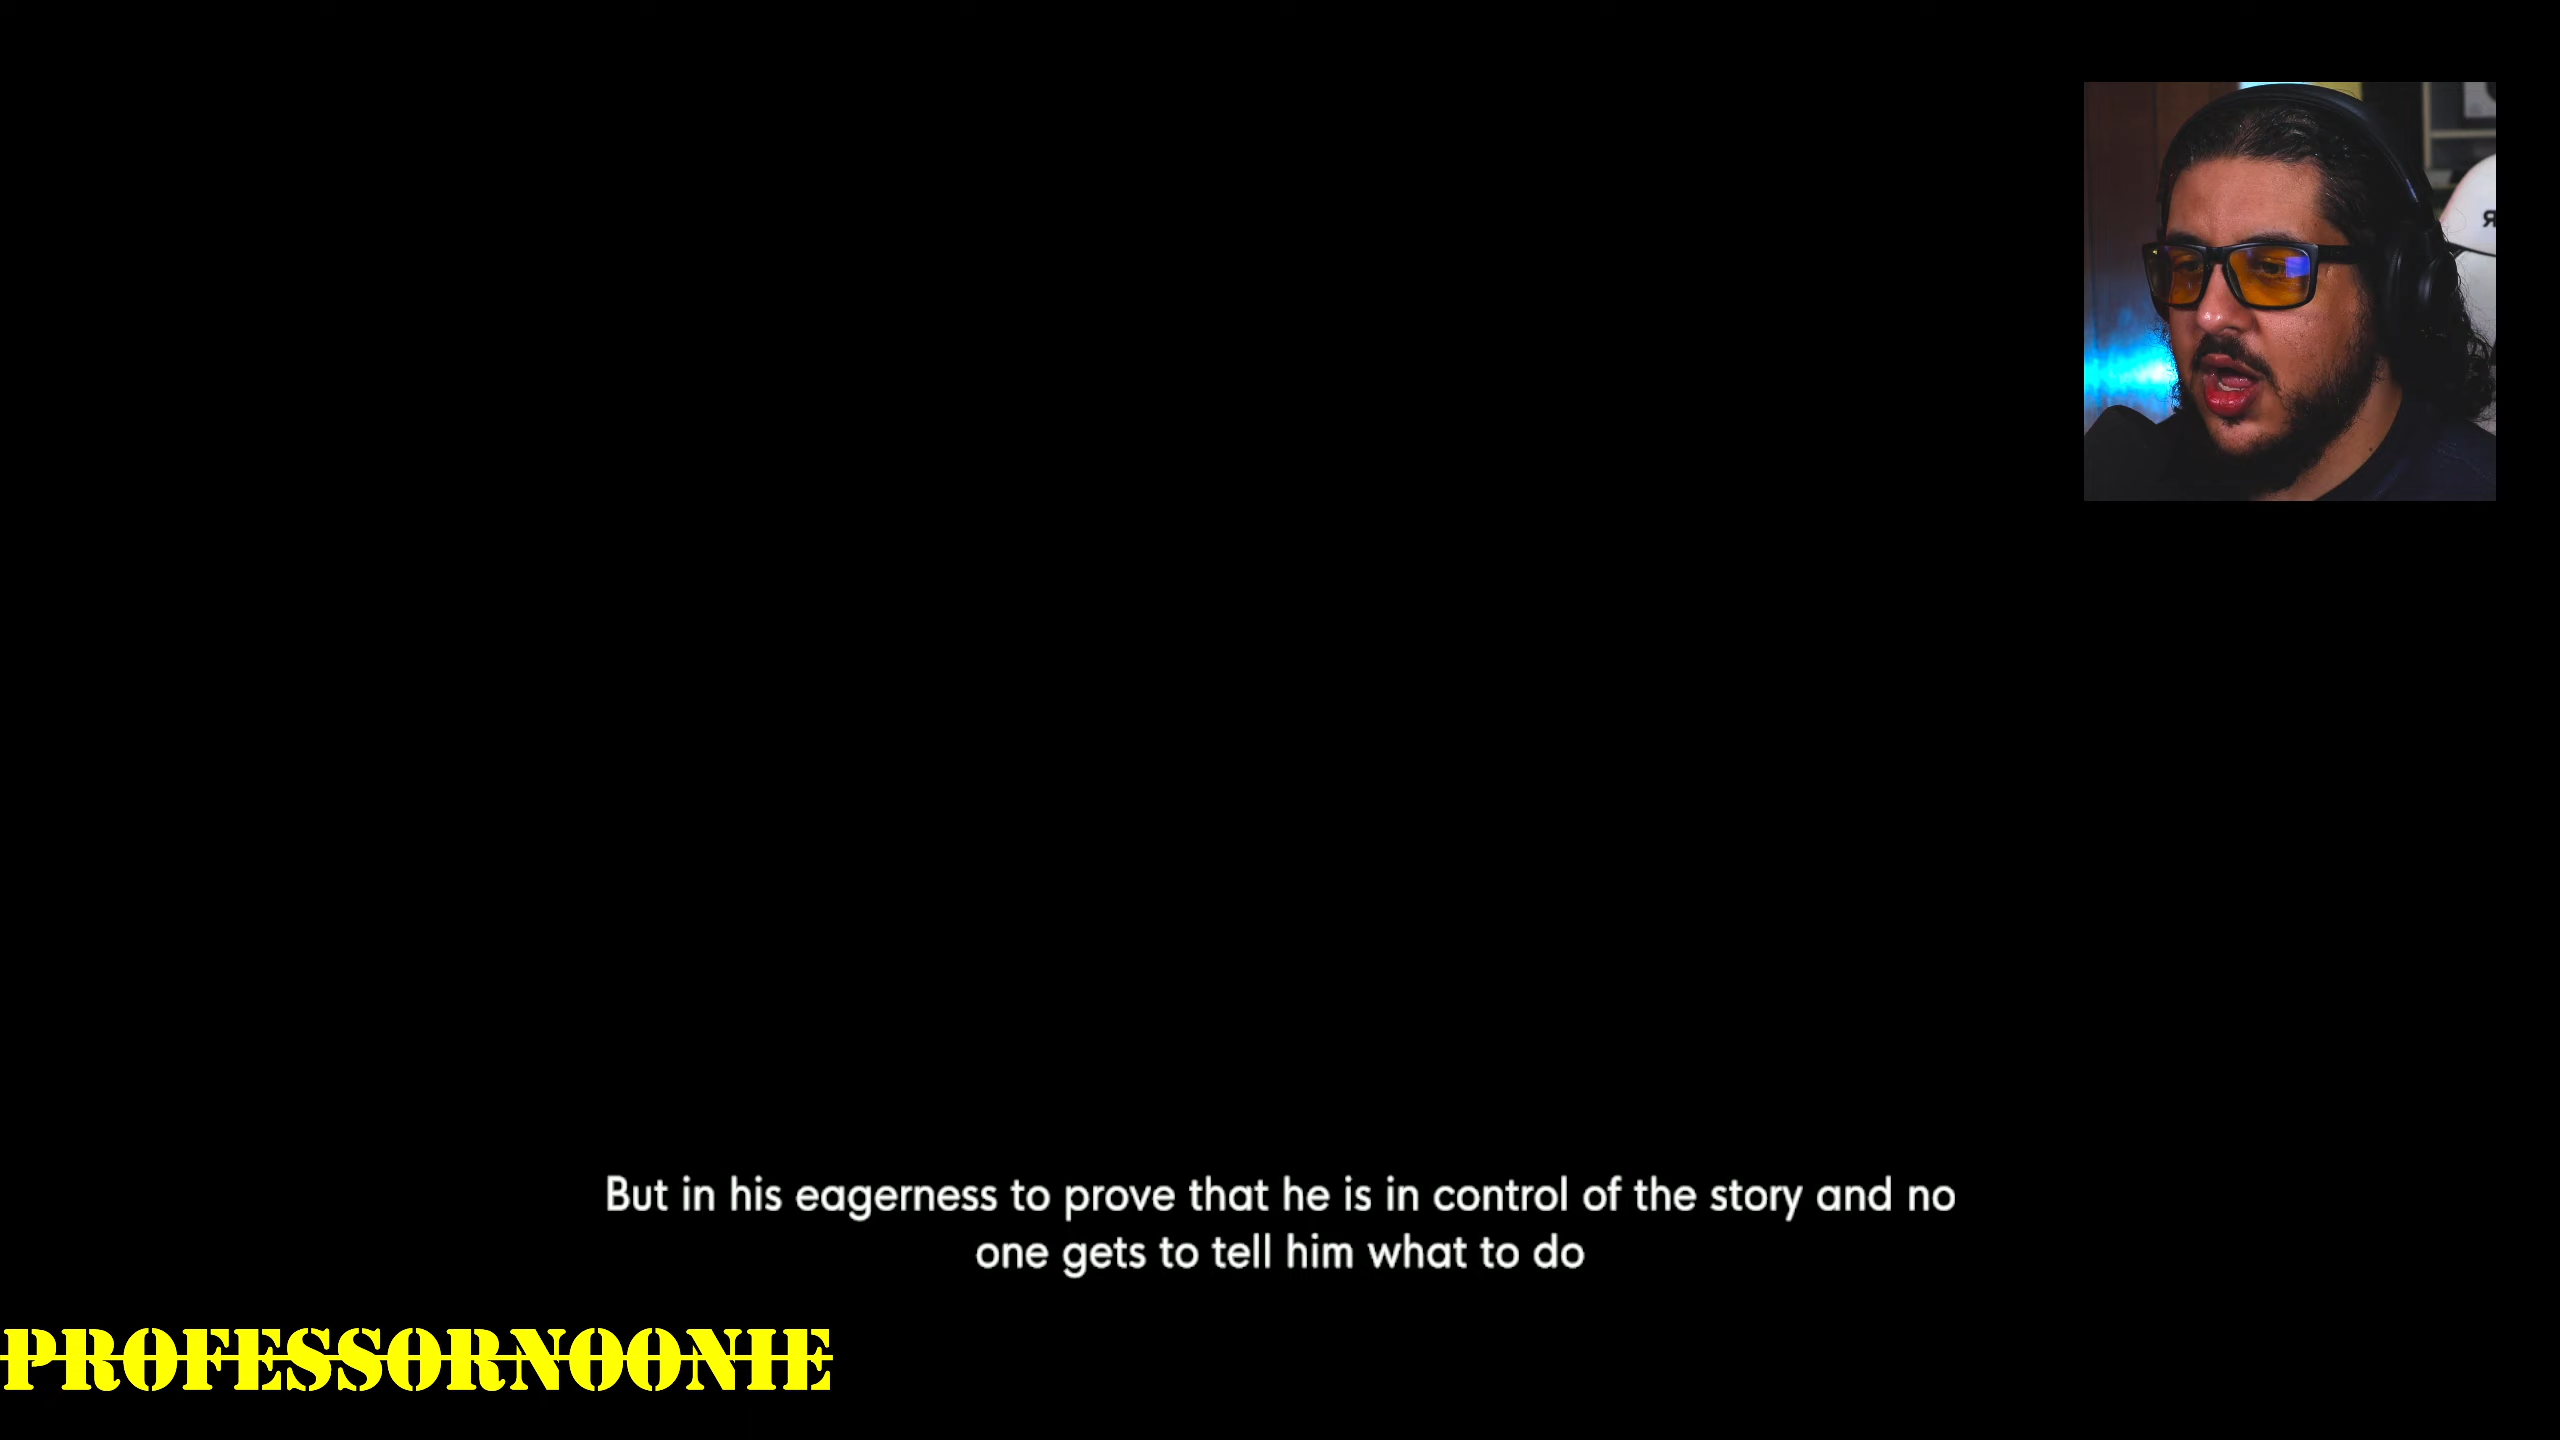 But in his eagerness to prove that he is in control of the story and no
one gets to tell him what to do
PROFESSORNOONIE